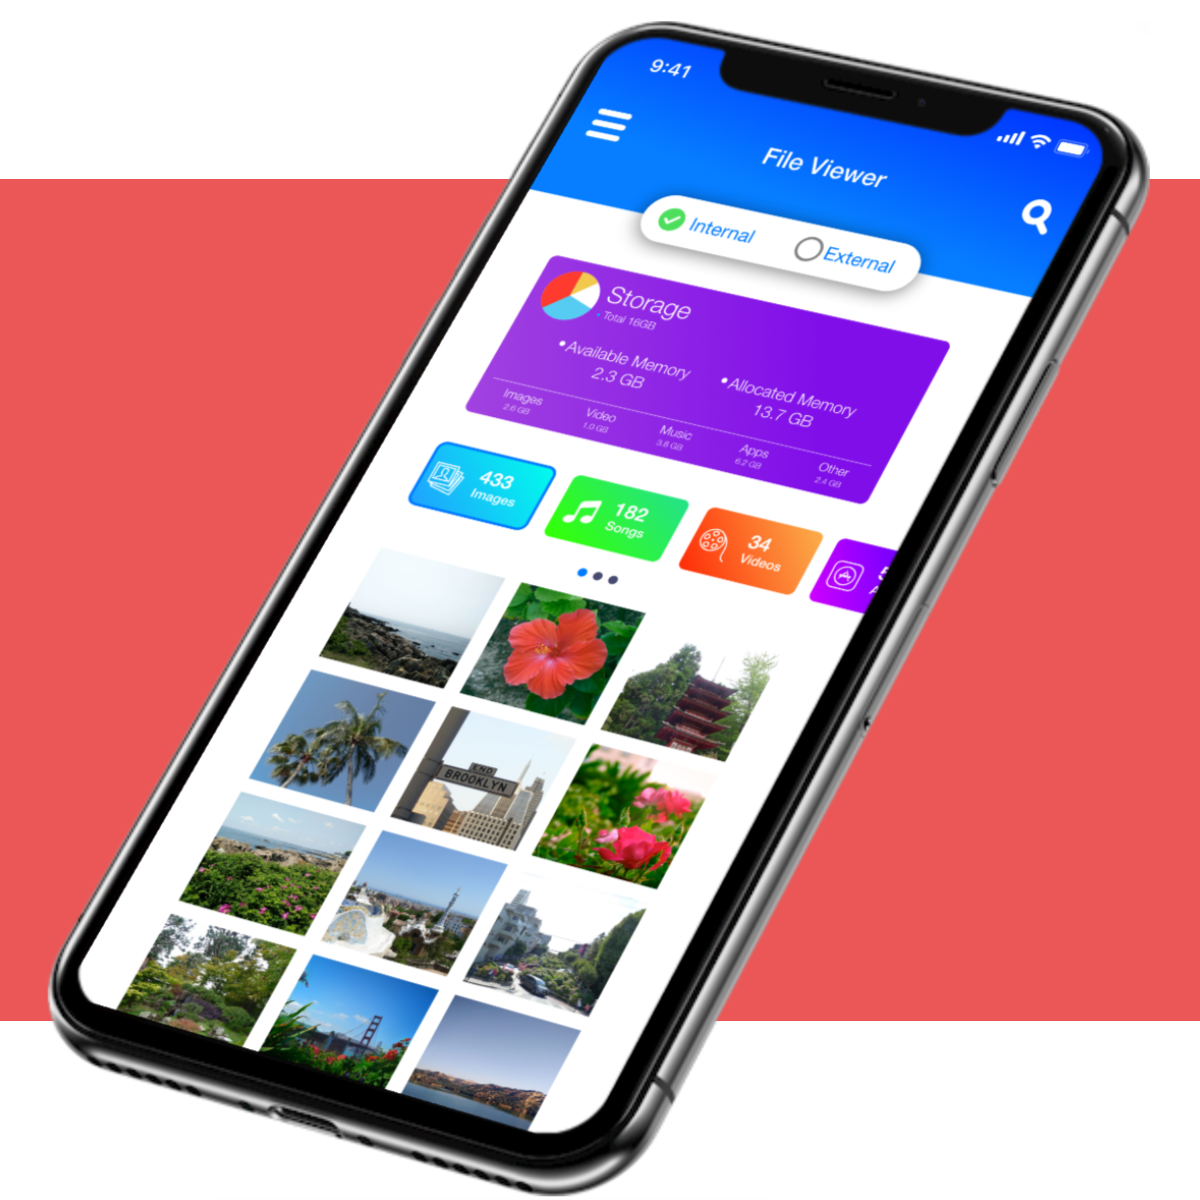 9:41
File Viewer
Internal
External
Storage
Total 16GB
•Available Memory
2.3 GB
•Allocated Memory
13.7 GB
Images
2.6 GB
Video
1.0 GB
Music
3.8 GB
Apps
6.2 GB
Other
2.4 GB
433
Images
182
Songs
34
Videos
END
BROOKLYN